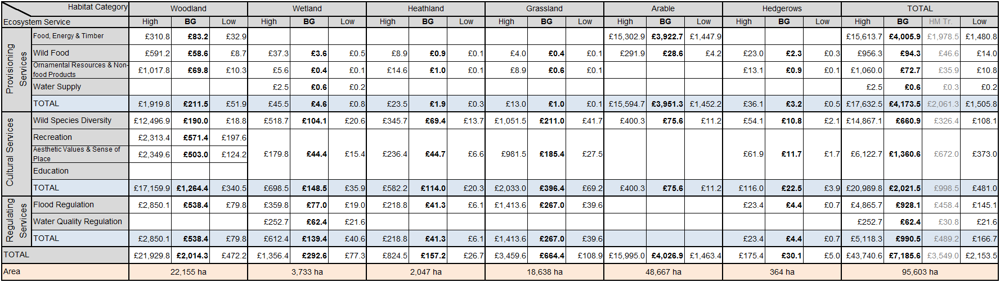 Habitat Category Woodland Wetland Heathland Grassland Arable Hedgerows TOTAL
Ecosystem Service High BG Low High BG Low High BG Low High BG Low High BG Low High BG Low High BG HM Tr. Low
Provisioning Services
Food, Energy & Timber £310.8 £83.2 £32.9 £15,302.9 £3,922.7 £1,447.9 £15,613.7 £4,005.9 £1,978.5 £1,480.8
Wild Food £591.2 £58.6 £8.7 £37.3 £3.6 £0.5 £8.9 £0.9 £0.1 £4.0 £0.4 £0.1 £291.9 £28.6 £4.2 £23.0 £2.3 £0.3 £956.3 £94.3 £46.6 £14.0
Ornamental Resources & Non-
food Products £1,017.8 £69.8 £10.3 £5.6 £0.4 £0.1 £14.6 £1.0 £0.1 £8.9 £0.6 £0.1 £13.1 £0.9 £0.1 £1,060.0 £72.7 £35.9 £10.8
Water Supply £2.5 £0.6 £0.2 £2.5 £0.6 £0.3 £0.2
TOTAL £1,919.8 £211.5 £51.9 £45.5 £4.6 £0.8 £23.5 £1.9 £0.3 £13.0 £1.0 £0.1 £15,594.7 £3,951.3 £1,452.2 £36.1 £3.2 £0.5 £17,632.5 £4,173.5 £2,061.3 £1,505.8
Cultural Services
Wild Species Diversity £12,496.9 £190.0 £18.8 £518.7 £104.1 £20.6 £345.7 £69.4 £13.7 £1,051.5 £211.0 £41.7 £400.3 £75.6 £11.2 £54.1 £10.8 £2.1 £14,867.1 £660.9 £326.4 £108.1
Recreation £2,313.4 £571.4 £197.6
Aesthetic Values & Sense of
Place £2,349.6 £503.0 £124.2 £179.8 £44.4 £15.4 £236.4 £44.7 £6.6 £981.5 £185.4 £27.5 £61.9 £11.7 £1.7 £6,122.7 £1,360.6 £672.0 £373.0
Education
TOTAL £17,159.9 £1,264.4 £340.5 £698.5 £148.5 £35.9 £582.2 £114.0 £20.3 £2,033.0 £396.4 £69.2 £400.3 £75.6 £11.2 £116.0 £22.5 £3.9 £20,989.8 £2,021.5 £998.5 £481.0
Regulating Services
Flood Regulation £2,850.1 £538.4 £79.8 £359.8 £77.0 £19.0 £218.8 £41.3 £6.1 £1,413.6 £267.0 £39.6 £23.4 £4.4 £0.7 £4,865.7 £928.1 £458.4 £145.1
Water Quality Regulation £252.7 £62.4 £21.6 £252.7 £62.4 £30.8 £21.6
TOTAL £2,850.1 £538.4 £79.8 £612.4 £139.4 £40.6 £218.8 £41.3 £6.1 £1,413.6 £267.0 £39.6 £23.4 £4.4 £0.7 £5,118.3 £990.5 £489.2 £166.7
TOTAL £21,929.8 £2,014.3 £472.2 £1,356.4 £292.6 £77.3 £824.5 £157.2 £26.7 £3,459.6 £664.4 £108.9 £15,995.0 £4,026.9 £1,463.4 £175.4 £30.1 £5.0 £43,740.6 £7,185.6 £3,549.0 £2,153.5
Area 22,155 ha 3,733 ha 2,047 ha 18,638 ha 48,667 ha 364 ha 95,603 ha